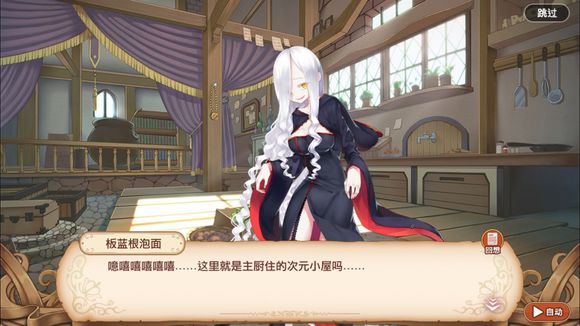 跳过
板蓝根泡面
噫嘻嘻嘻嘻嘻……这里就是主厨住的次元小屋吗……
回想
自动